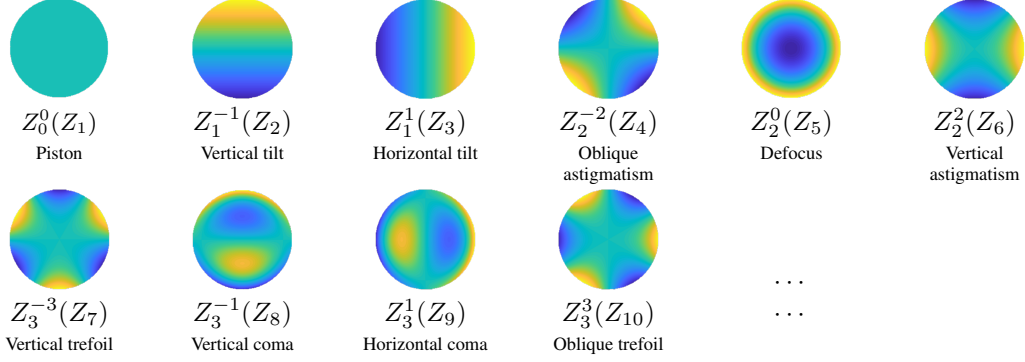 Z_0^0(Z_1) Z_1^{-1}(Z_2) Z_1^1(Z_3) Z_2^{-2}(Z_4) Z_2^0(Z_5) Z_2^2(Z_6)
Piston Vertical tilt Horizontal tilt Oblique Defocus Vertical
astigmatism astigmatism
Z_3^{-3}(Z_7) Z_3^{-1}(Z_8) Z_3^1(Z_9) Z_3^3(Z_{10})
Vertical trefoil Vertical coma Horizontal coma Oblique trefoil
...
...